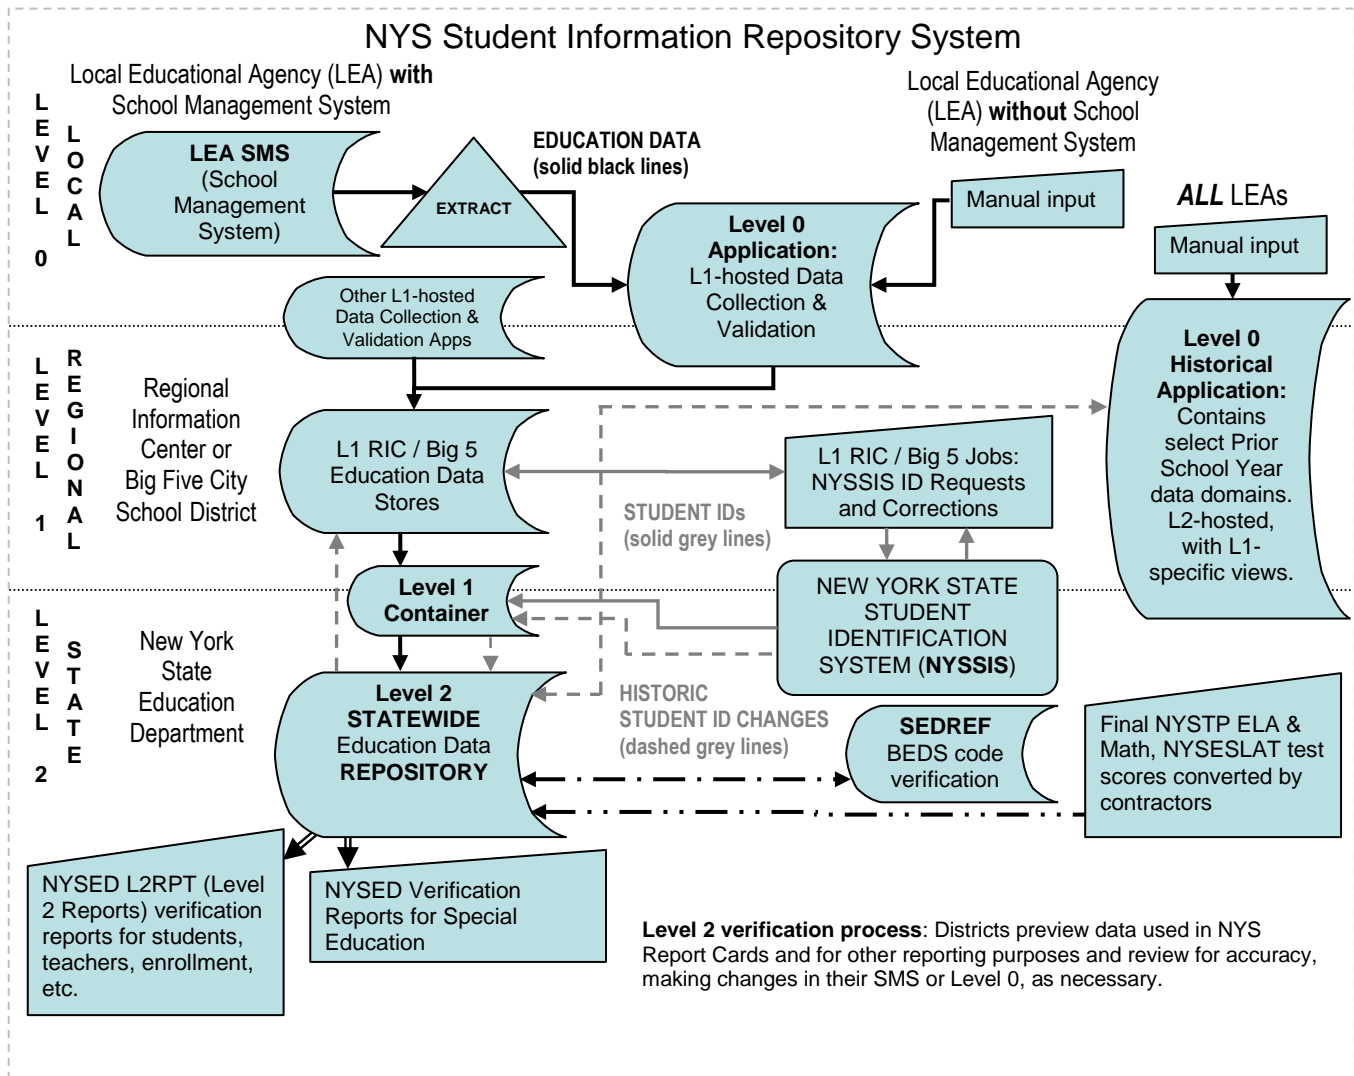 NYS Student Information Repository System
Local Educational Agency (LEA) with
School Management System
Local Educational Agency
(LEA) without School
Management System
LEVEL 0
LOCAL
LEA SMS
(School
Management
System)
EXTRACT
EDUCATION DATA
(solid black lines)
Level 0
Application:
L1-hosted Data
Collection &
Validation
Manual input
ALL LEAs
Manual input
Other L1-hosted
Data Collection &
Validation Apps
Level 0
Historical
Application:
Contains
select Prior
School Year
data domains.
L2-hosted,
with L1-
specific views.
LEVEL 1
REGIONAL
Regional
Information
Center or
Big Five City
School District
L1 RIC / Big 5
Education Data
Stores
STUDENT IDs
(solid grey lines)
L1 RIC / Big 5 Jobs:
NYSSIS ID Requests
and Corrections
Level 1
Container
NEW YORK STATE
STUDENT
IDENTIFICATION
SYSTEM (NYSSIS)
LEVEL 2
STATE
New York
State
Education
Department
Level 2
STATEWIDE
Education Data
REPOSITORY
HISTORIC
STUDENT ID CHANGES
(dashed grey lines)
SEDREF
BEDS code
verification
Final NYSTP ELA &
Math, NYSESLAT test
scores converted by
contractors
NYSED L2RPT (Level
2 Reports) verification
reports for students,
teachers, enrollment,
etc.
NYSED Verification
Reports for Special
Education
Level 2 verification process: Districts preview data used in NYS
Report Cards and for other reporting purposes and review for accuracy,
making changes in their SMS or Level 0, as necessary.